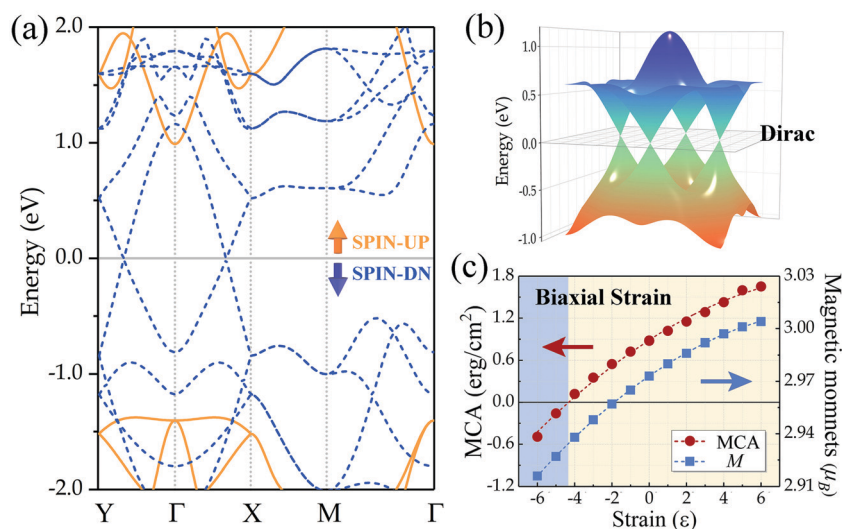 (a)
2.0
1.0
0.0
-1.0
-2.0
Energy (eV)
SPIN-UP
SPIN-DN
Y Γ X M Γ
(b)
1.0
0.5
0.0
-0.5
-1.0
Energy (eV)
Dirac
(c)
1.8
1.2
0.6
0.0
-0.6
-1.2
MCA (erg/cm²)
Biaxial Strain
MCA
M
3.03
3.00
2.97
2.94
2.91
Magnetic momnets (μB)
-6 -4 -2 0 2 4 6
Strain (ε)